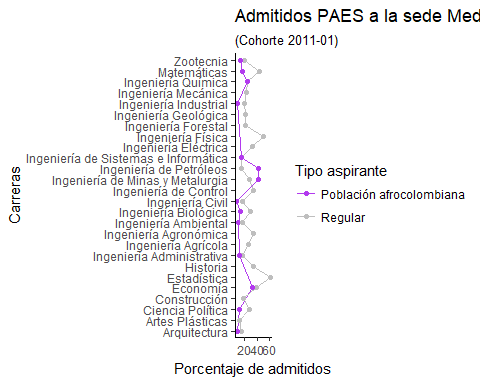 Admitidos PAES a la sede Med
(Cohorte 2011-01)
Zootecnia
Matemáticas
Ingeniería Química
Ingeniería Mecánica
Ingeniería Industrial
Ingeniería Geológica
Ingeniería Forestal
Ingeniería Física
Ingeniería Eléctrica
Ingeniería de Sistemas e Informática
Ingeniería de Petróleos
Ingeniería de Minas y Metalurgia
Ingeniería de Control
Ingeniería Civil
Ingeniería Biológica
Ingeniería Ambiental
Ingeniería Agronómica
Ingeniería Agrícola
Ingeniería Administrativa
Historia
Estadística
Economía
Construcción
Ciencia Política
Artes Plásticas
Arquitectura
Carreras
204060
Porcentaje de admitidos
Tipo aspirante
Población afrocolombiana
Regular